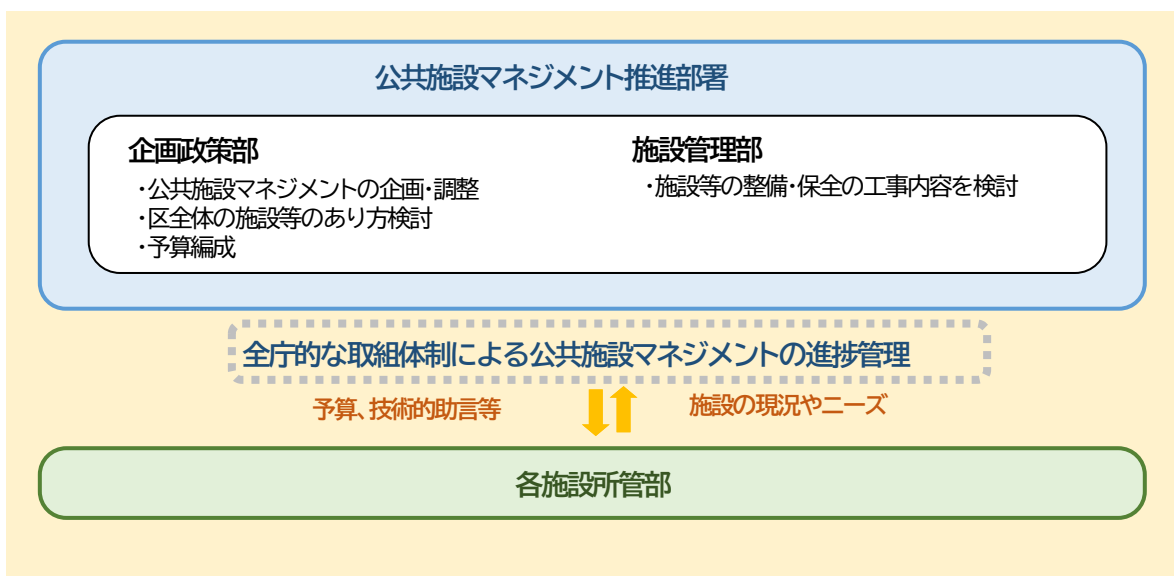 公共施設マネジメント推進部署
企画政策部
・公共施設マネジメントの企画・調整
・区全体の施設等のあり方検討
・予算編成
施設管理部
・施設等の整備・保全の工事内容を検討
全庁的な取組体制による公共施設マネジメントの進捗管理
予算、技術的助言等
施設の現況やニーズ
各施設所管部